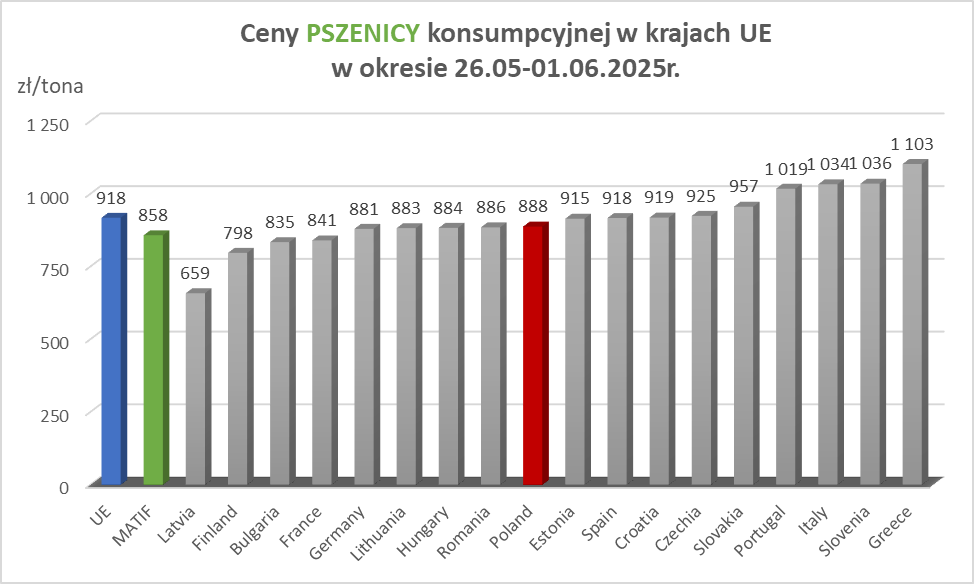 Ceny PSZENICY konsumpcyjnej w krajach UE
w okresie 26.05-01.06.2025r.
zł/tona
1 250
1 000
750
500
250
0
918
858
659
798
835
841
881
883
884
886
888
915
918
919
925
957
1 019
1 034
1 036
1 103
UE
MATIF
Latvia
Finland
Bulgaria
France
Germany
Lithuania
Hungary
Romania
Poland
Estonia
Spain
Croatia
Czechia
Slovakia
Portugal
Italy
Slovenia
Greece